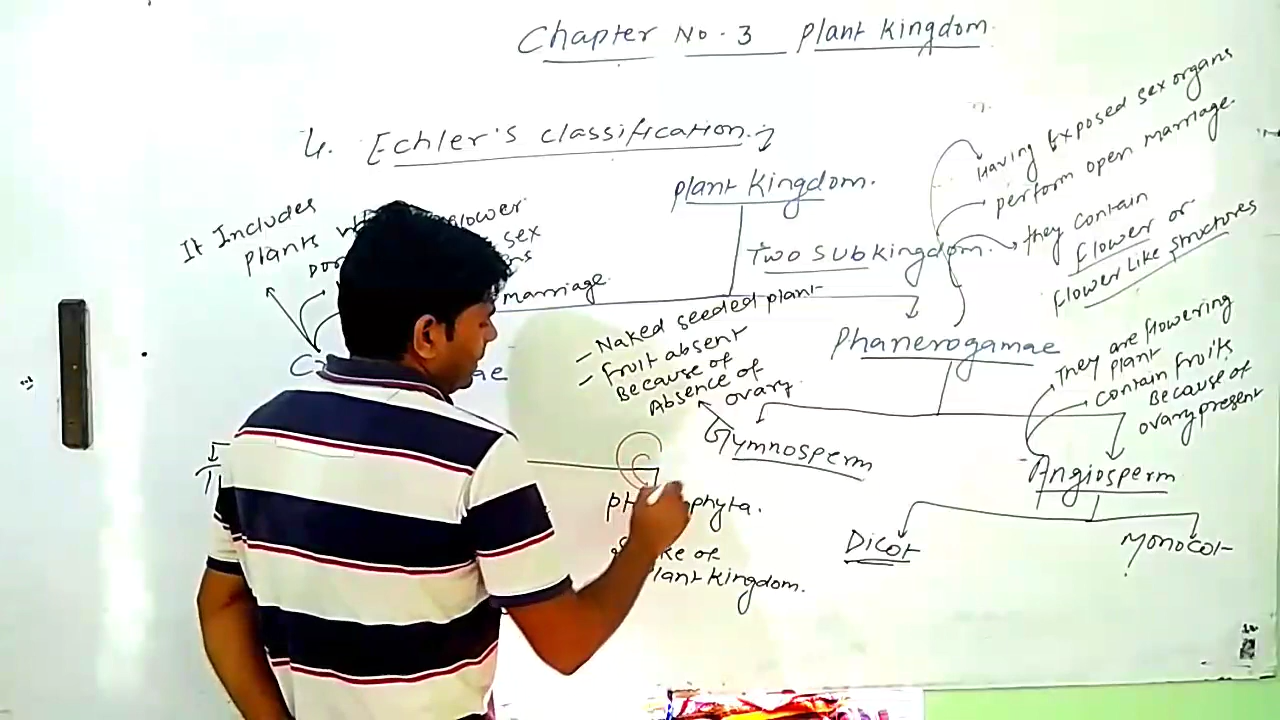 Chapter No. 3 Plant Kingdom.
4. Echler's classification.
Plant Kingdom.
Two Subkingdom.
It Includes
plants
flower
sex
marriage.
Having Exposed sex organs
perform open marriage.
they contain
flower or
flower Like structures
Phanerogamae
- Naked seeded plant
- Fruit absent
Because of
Absence of
ovary.
Gymnosperm
They are flowering
plant
contain fruits
Because of
ovary present
Angiosperm
Dicot
Monocot
phyta.
of
Plant Kingdom.